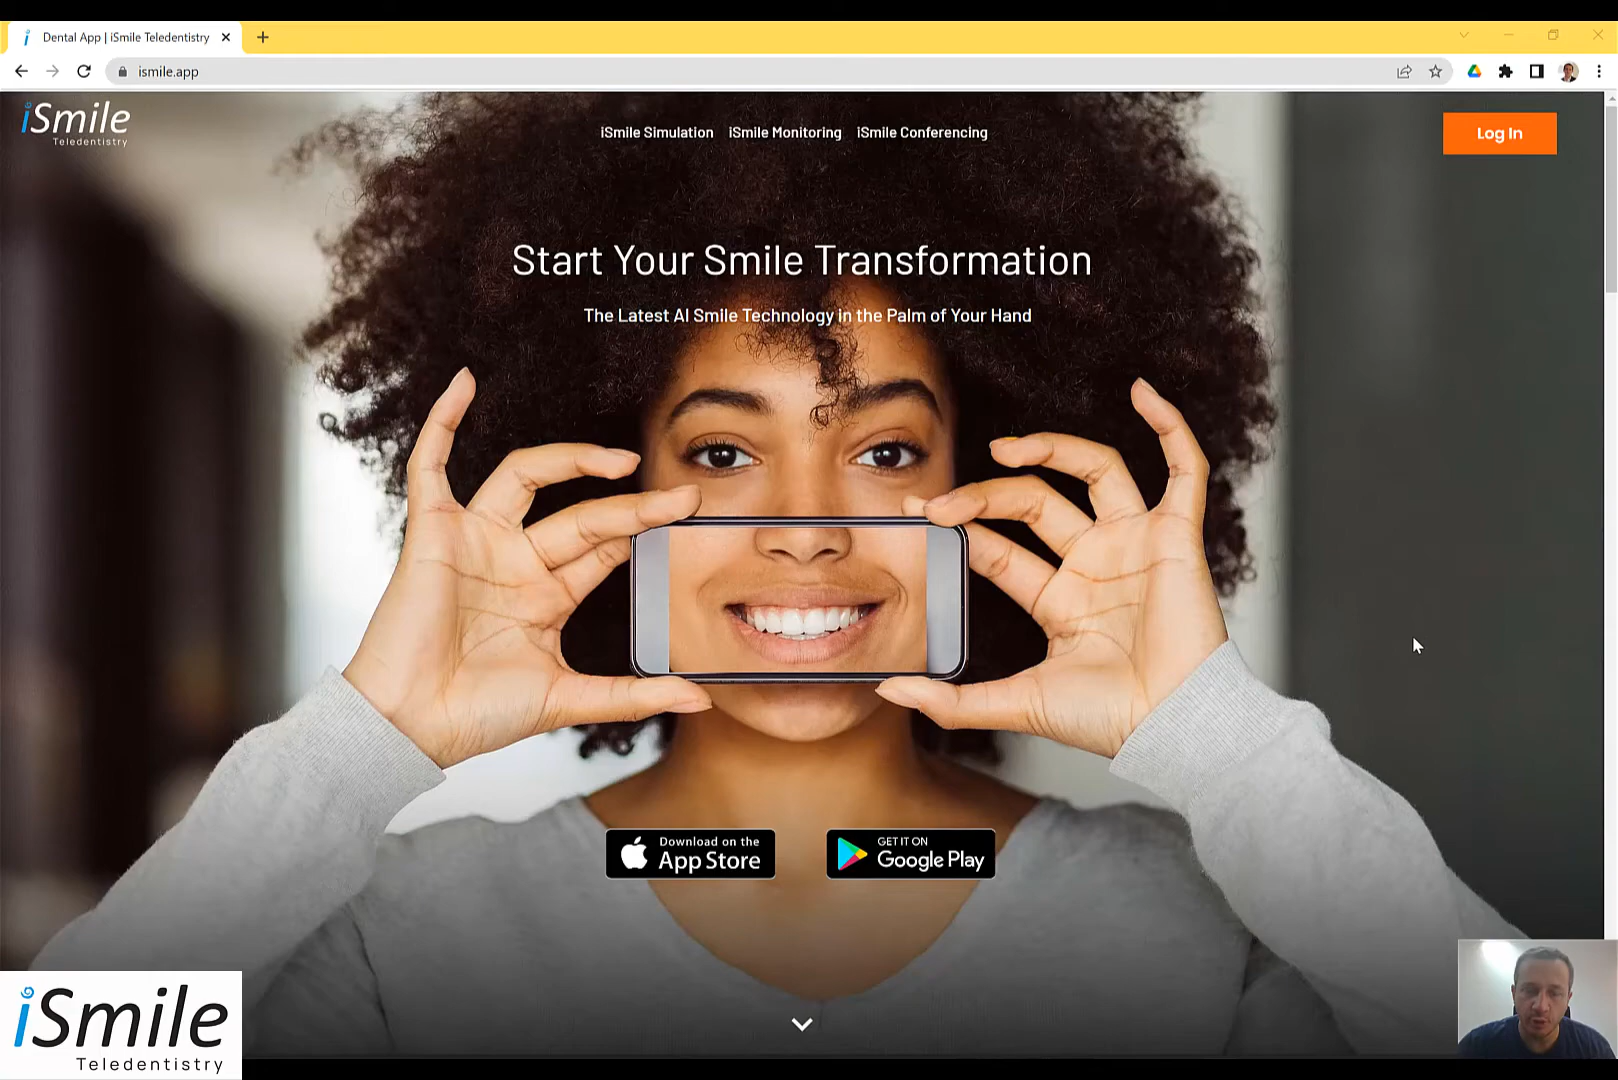 Dental App | iSmile Teledentistry
ismile.app
iSmile
Teledentistry
iSmile Simulation
iSmile Monitoring
iSmile Conferencing
Log In
Start Your Smile Transformation
The Latest AI Smile Technology in the Palm of Your Hand
Download on the
App Store
GET IT ON
Google Play
iSmile
Teledentistry